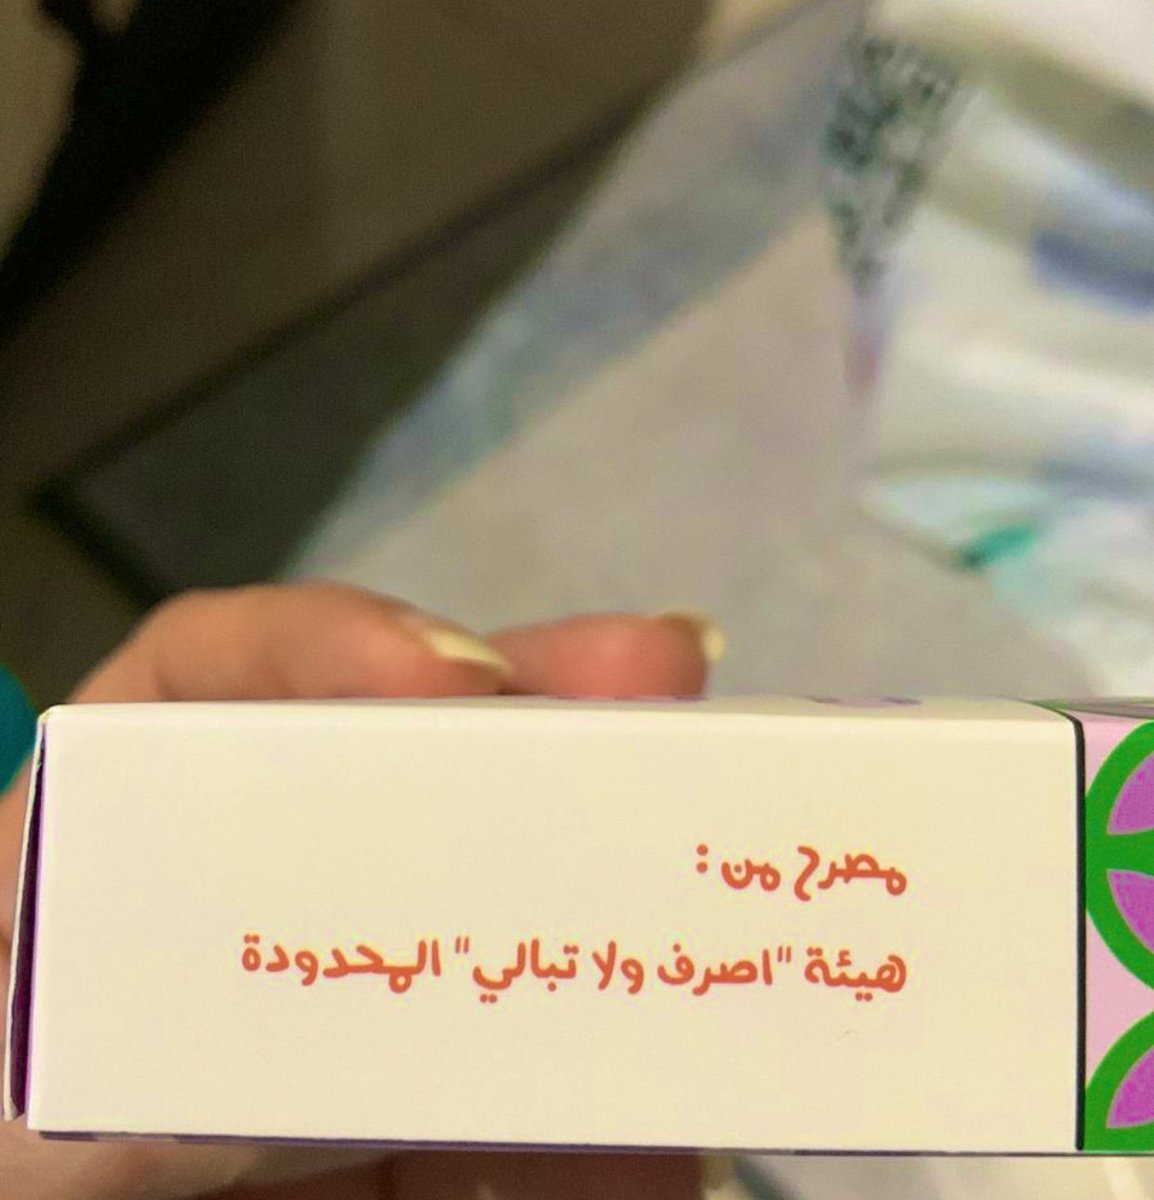 مصرح من :
هيئة "اصرف ولا تبالي" المحدودة